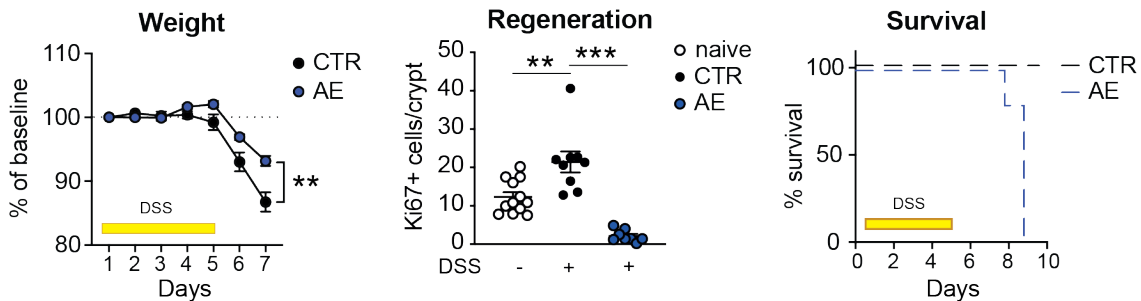 Weight
110
100
90
80
% of baseline
CTR
AE
**
DSS
1 2 3 4 5 6 7
Days
Regeneration
50
40
30
20
10
0
Ki67+ cells/crypt
** ***
naive
CTR
AE
DSS - + +
Survival
100
50
0
% survival
CTR
AE
DSS
0 2 4 6 8 10
Days